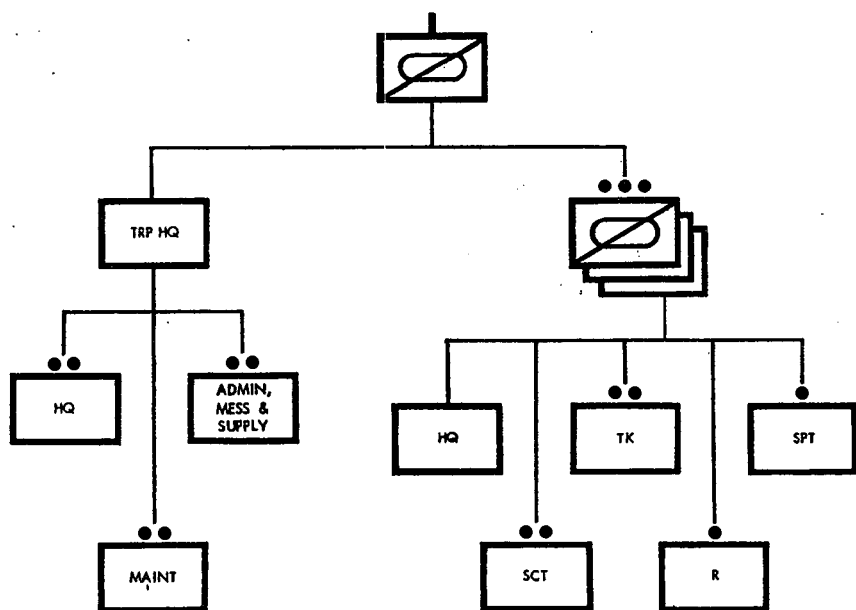 TRP HQ
HQ
ADMIN,
MESS &
SUPPLY
MAINT
HQ
TK
SPT
SCT
R